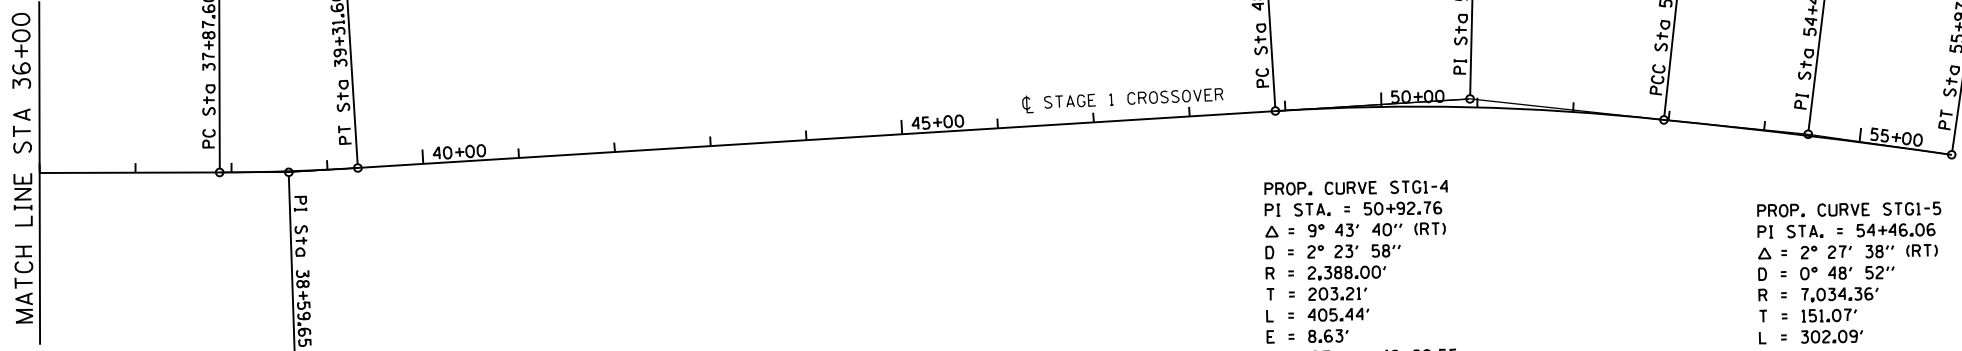 MATCH LINE STA 36+00
PC Sta 37+87.60
PT Sta 39+31.60
PI Sta 38+59.65
40+00
45+00
℄ STAGE 1 CROSSOVER
PC Sta
PI Sta
50+00
PCC Sta
PI Sta 54+4
55+00
PT Sta 55+97
PROP. CURVE STG1-4
PI STA. = 50+92.76
Δ = 9° 43' 40" (RT)
D = 2° 23' 58"
R = 2,388.00'
T = 203.21'
L = 405.44'
E = 8.63'
PROP. CURVE STG1-5
PI STA. = 54+46.06
Δ = 2° 27' 38" (RT)
D = 0° 48' 52"
R = 7,034.36'
T = 151.07'
L = 302.09'